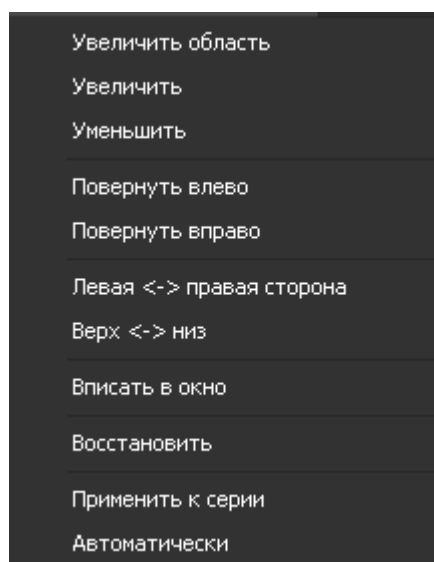 Увеличить область
Увеличить
Уменьшить
Повернуть влево
Повернуть вправо
Левая <-> правая сторона
Верх <-> низ
Вписать в окно
Восстановить
Применить к серии
Автоматически